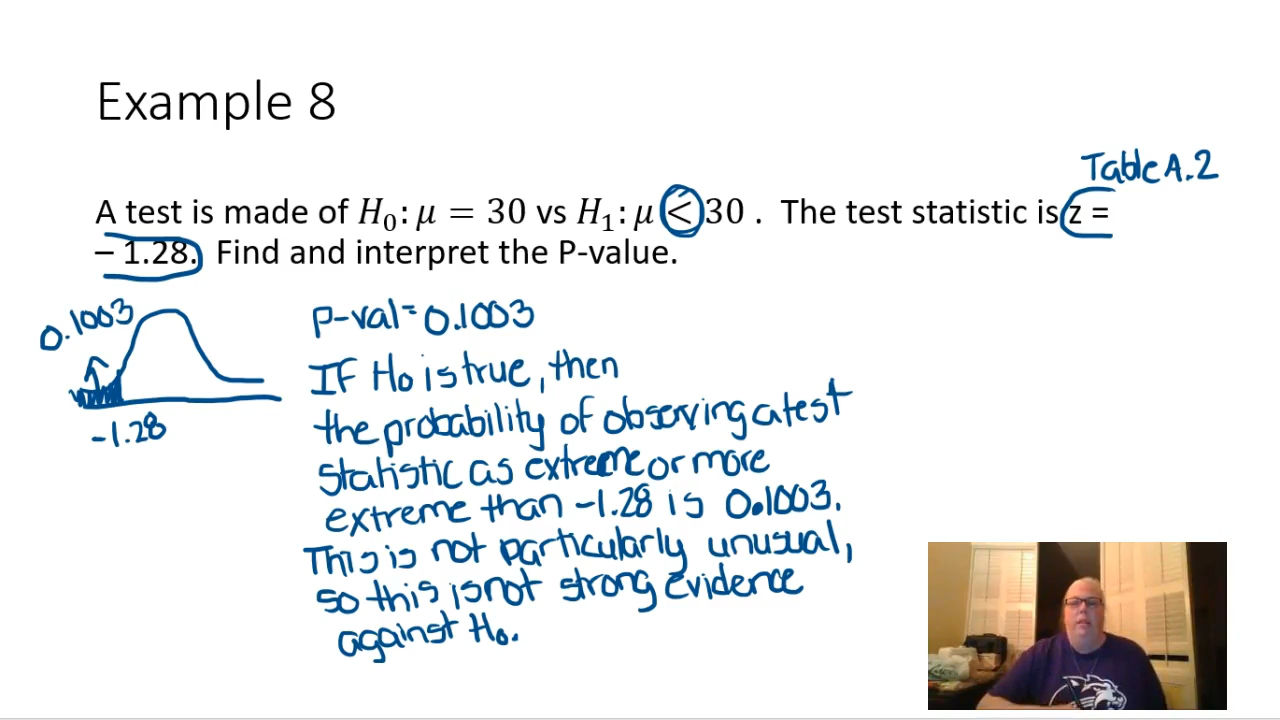 Example 8
Table A.2
A test is made of H₀: μ = 30 vs H₁: μ < 30 . The test statistic is z =
– 1.28. Find and interpret the P-value.
0.1003
-1.28
P-val = 0.1003
If H₀ is true, then
the probability of observing a test
statistic as extreme or more
extreme than -1.28 is 0.1003.
This is not particularly unusual,
so this is not strong evidence
against H₀.